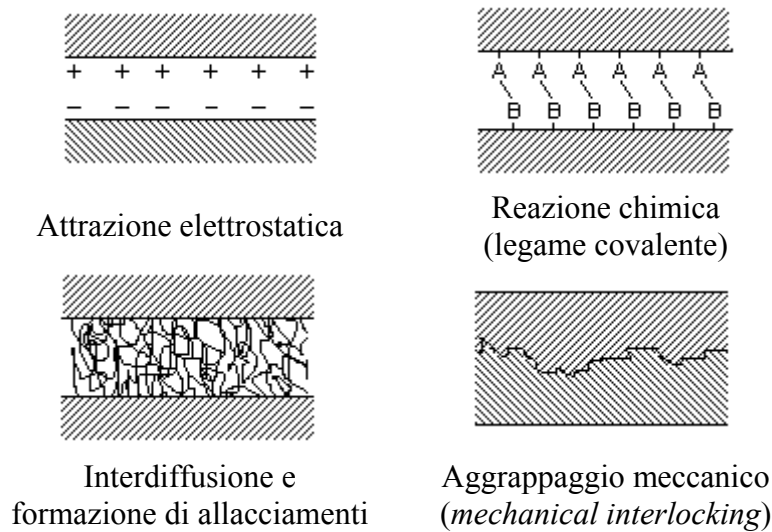 + + + + + +
– – – – – –
Attrazione elettrostatica
A A A A A A
B B B B B B
Reazione chimica
(legame covalente)
Interdiffusione e
formazione di allacciamenti
Aggrappaggio meccanico
(mechanical interlocking)